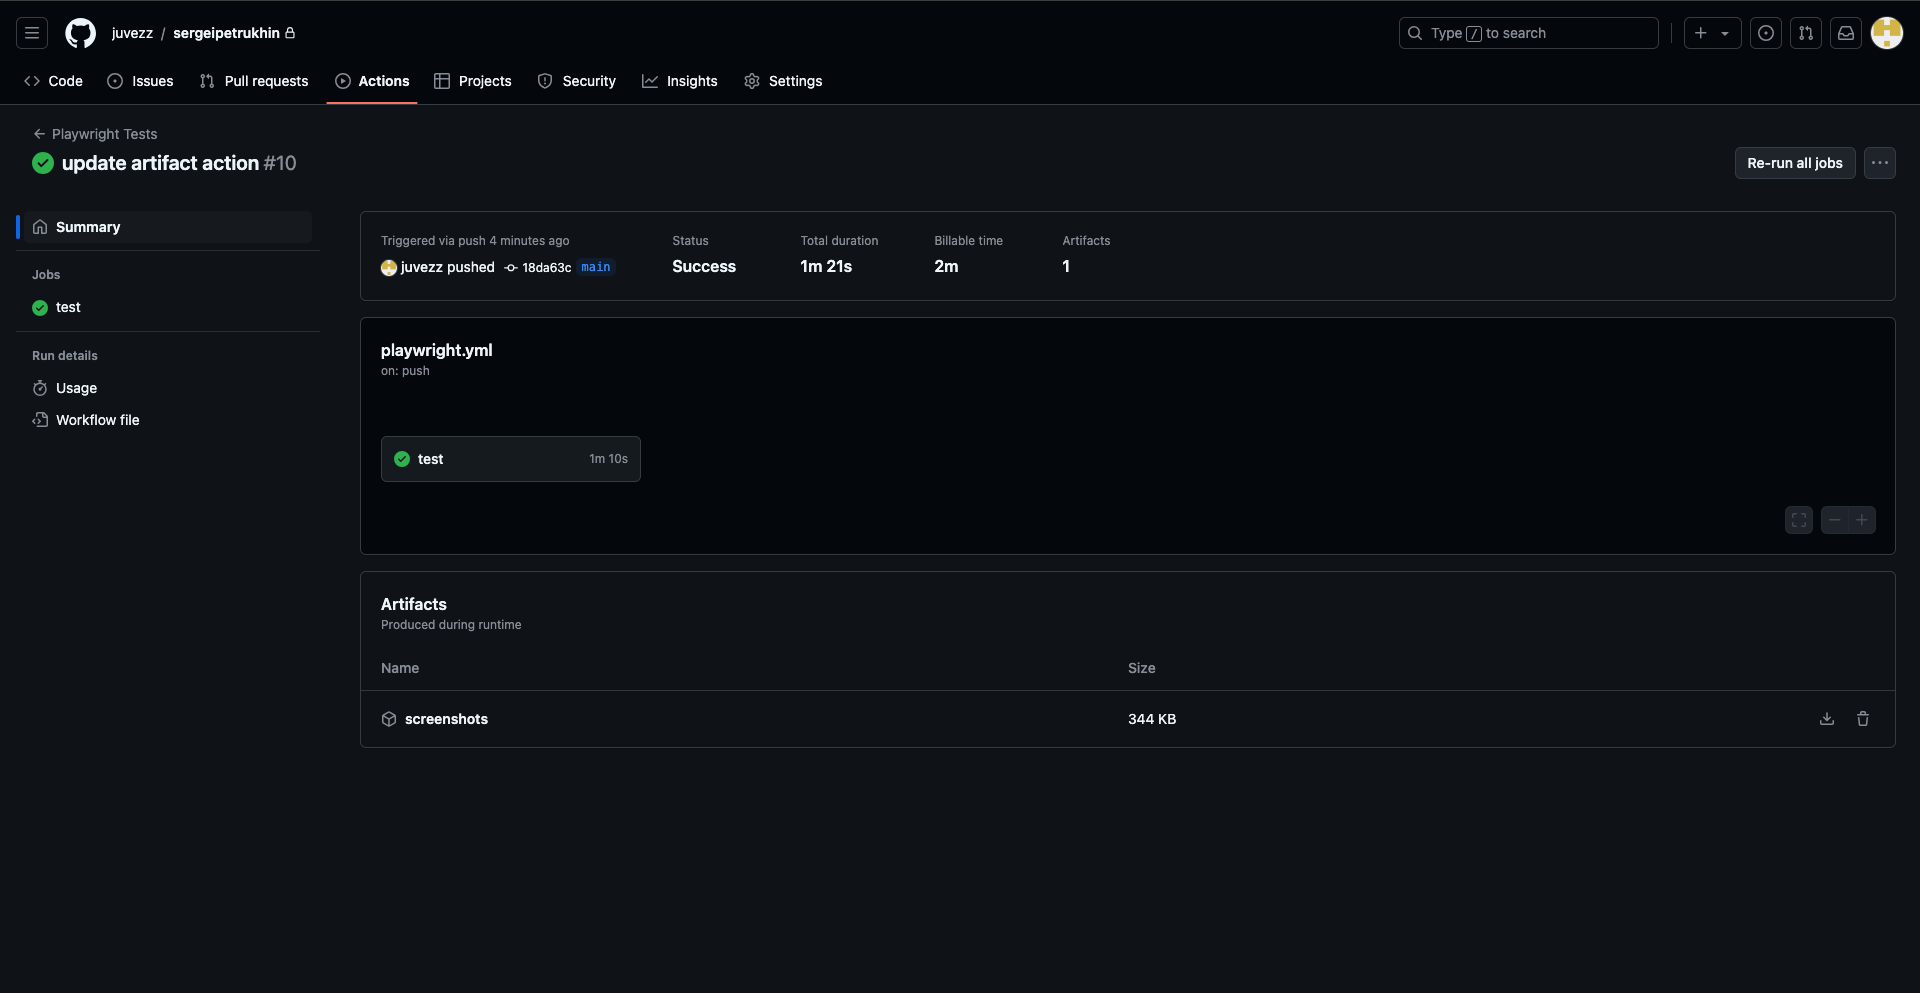 juvezz / sergeipetrukhin
Type / to search
Code
Issues
Pull requests
Actions
Projects
Security
Insights
Settings
Playwright Tests
update artifact action #10
Re-run all jobs
Summary
Jobs
test
Run details
Usage
Workflow file
Triggered via push 4 minutes ago
juvezz pushed 18da63c main
Status
Success
Total duration
1m 21s
Billable time
2m
Artifacts
1
playwright.yml
on: push
test 1m 10s
Artifacts
Produced during runtime
Name Size
screenshots 344 KB